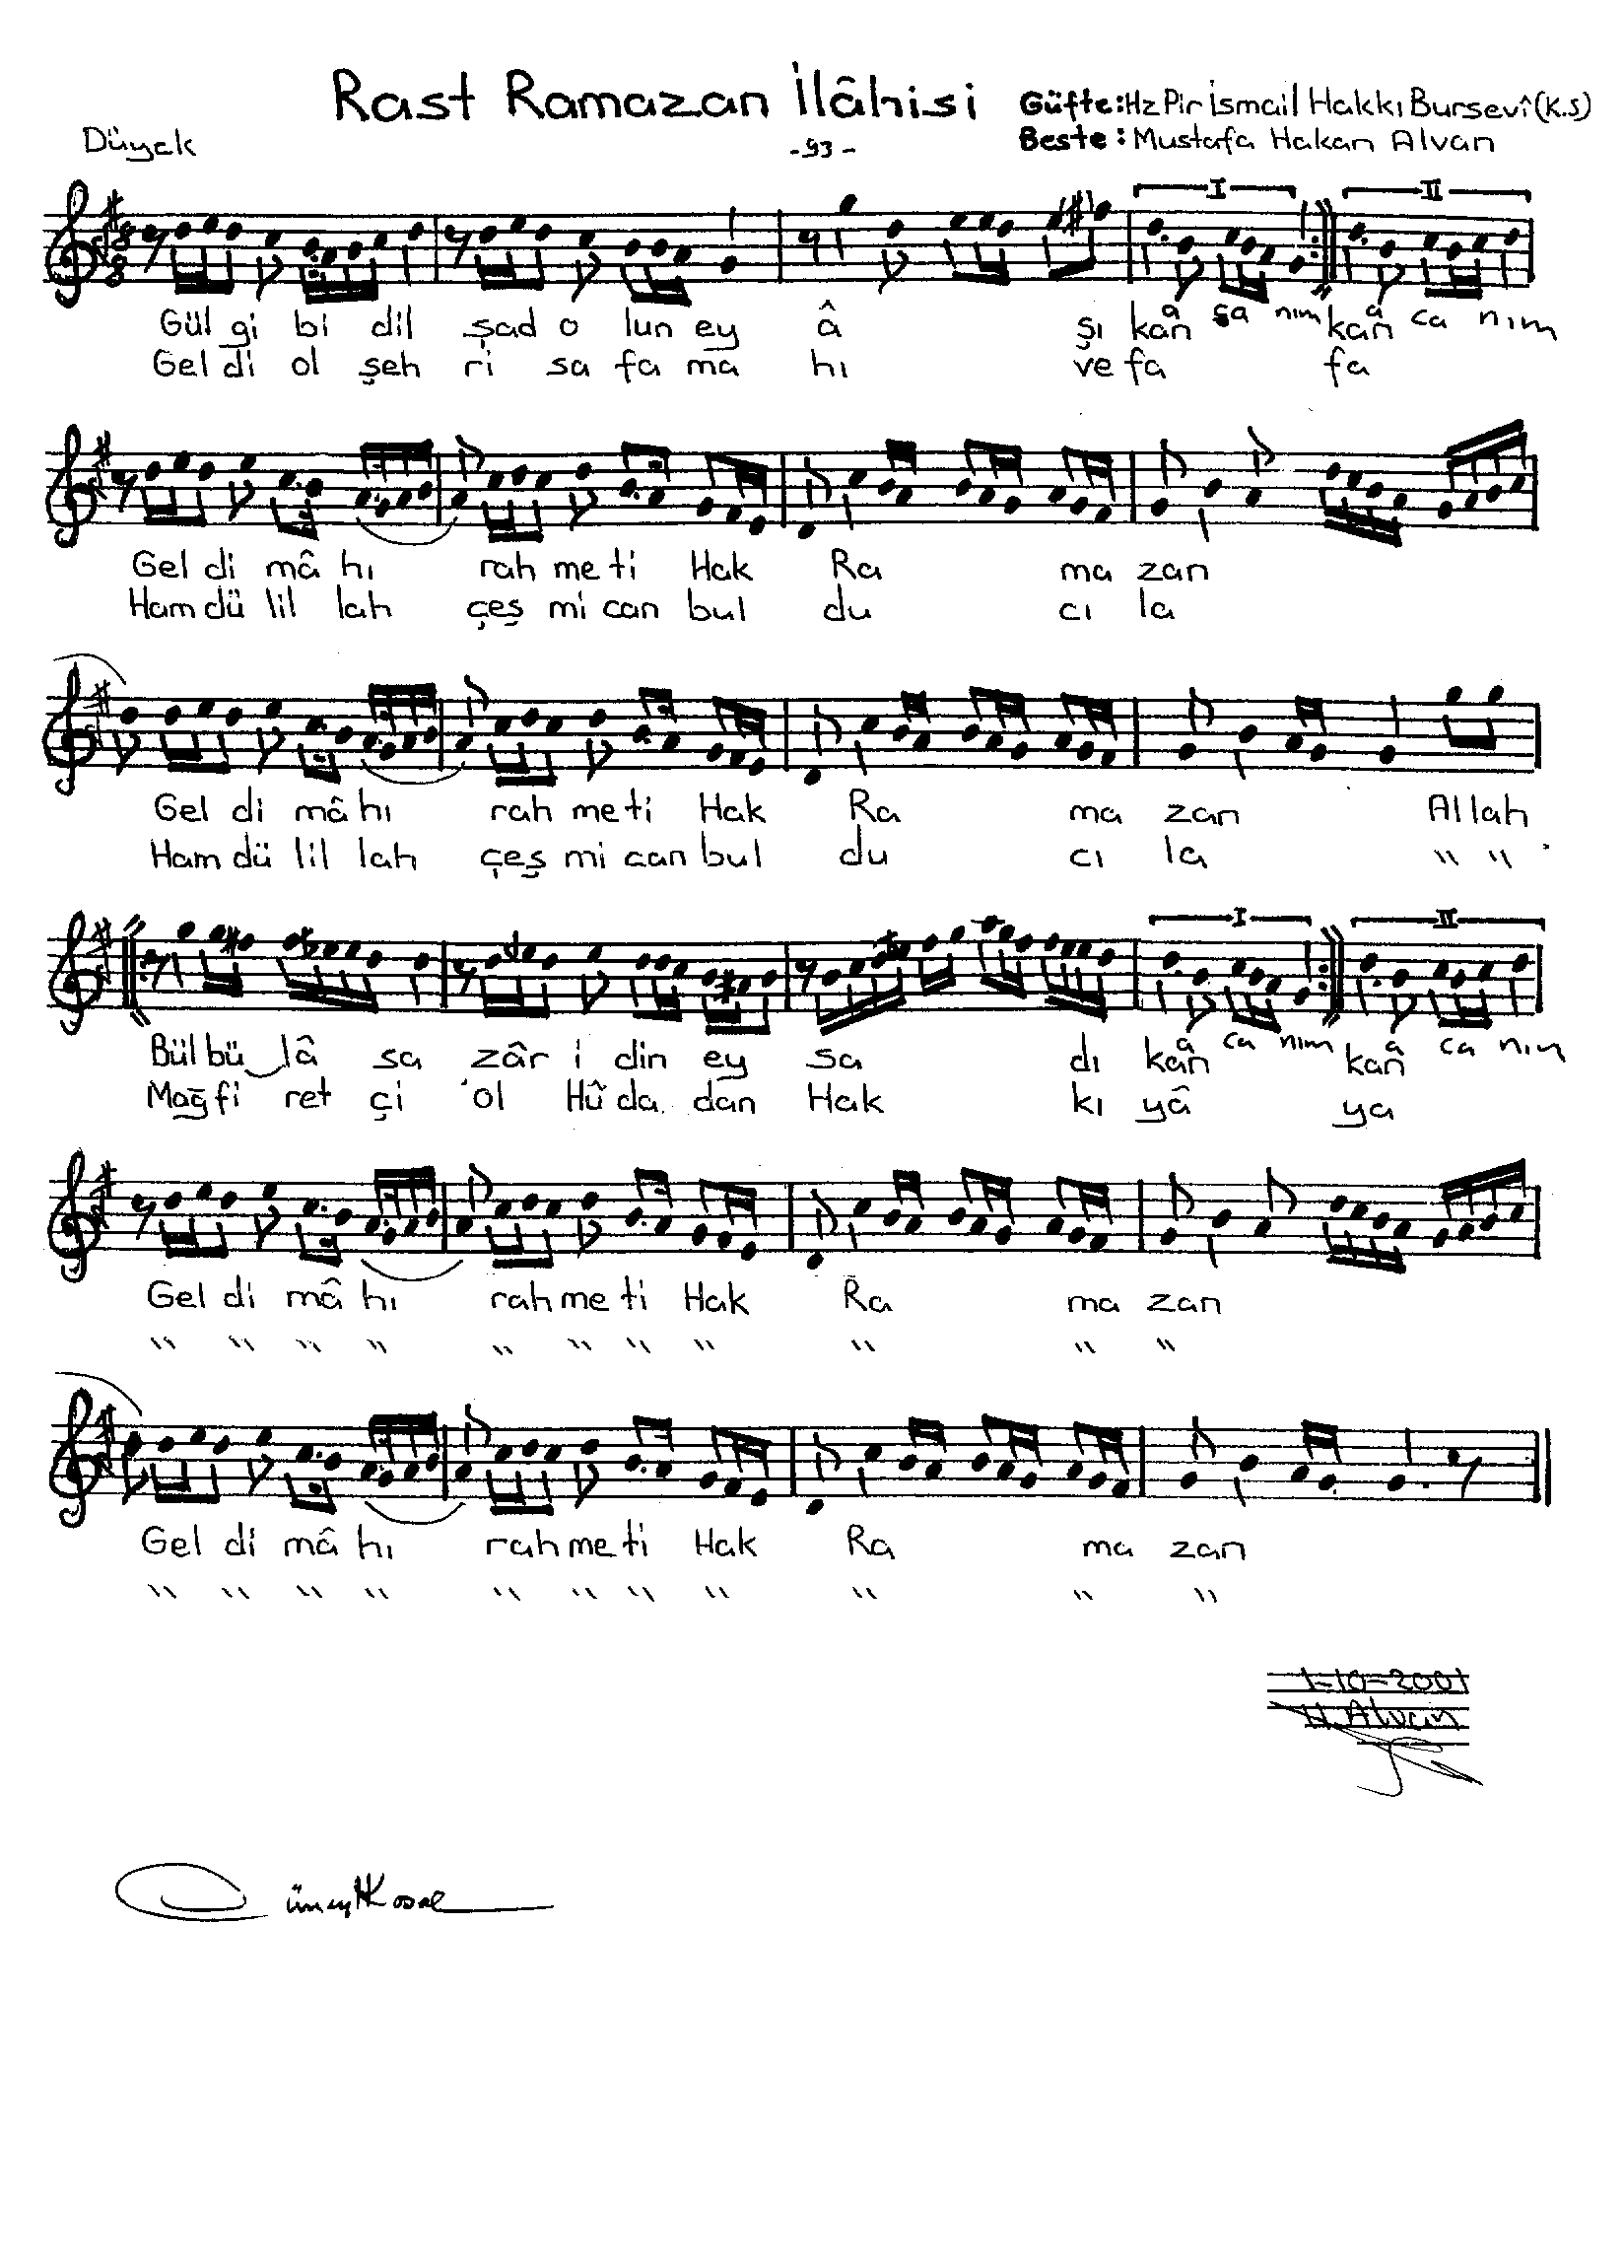 Rast Ramazan İlâhisi
Güfte: Hz Pir İsmail Hakkı Bursevî (K.S)
Düyek
-93-
Beste: Mustafa Hakan Alvan
I II
Gül gi bi dil şad o lun ey â şı kan a ca nım kan a ca nım
Gel di ol şeh ri sa fa ma hı ve fa fa
Gel di mâ hı rah me ti Hak Ra ma zan
Ham dü lil lah çeş mi can bul du cı la
Gel di mâ hı rah me ti Hak Ra ma zan Al lah
Ham dü lil lah çeş mi can bul du cı la " "
I II
Bül bü lâ sa zâr i din ey sa dı kan a ca nım kan a ca nım
Mağ fi ret çi ol Hû da dan Hak kı yâ ya
Gel di mâ hı rah me ti Hak Ra ma zan
" " " " " " " " " " "
Gel di mâ hı rah me ti Hak Ra ma zan
" " " " " " " " " " "
1-10-2001
H. Alvan